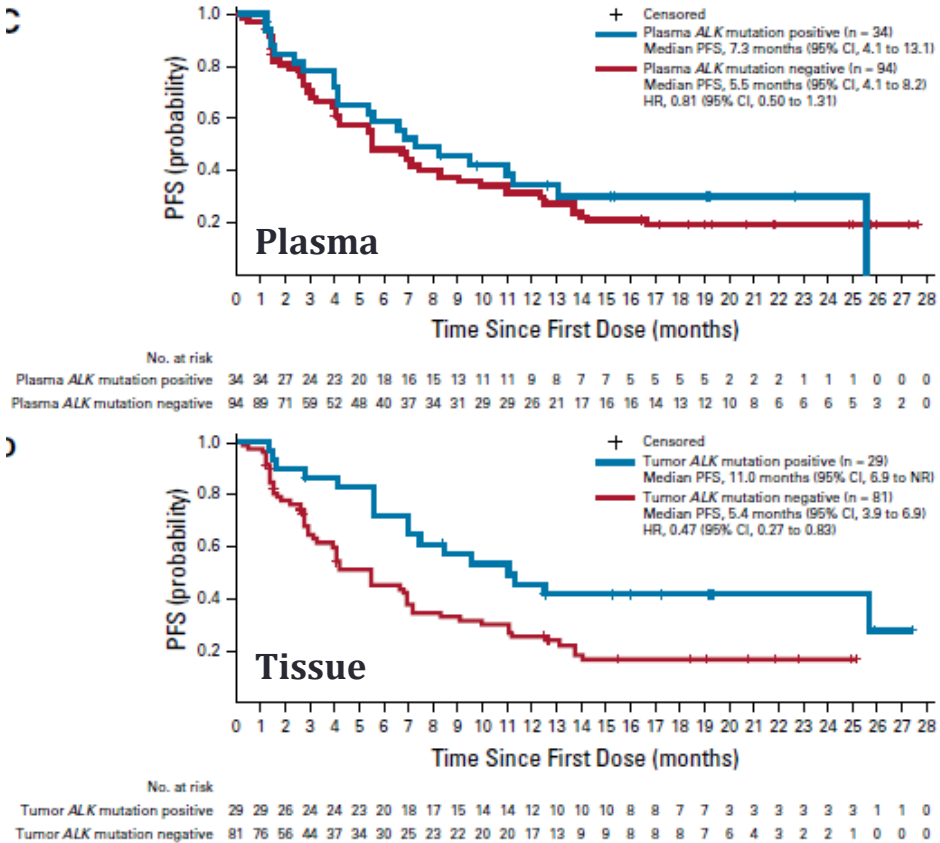 C
1.0
0.8
0.6
0.4
0.2
PFS (probability)
Censored
Plasma ALK mutation positive (n = 34)
Median PFS, 7.3 months (95% CI, 4.1 to 13.1)
Plasma ALK mutation negative (n = 94)
Median PFS, 5.5 months (95% CI, 4.1 to 8.2)
HR, 0.81 (95% CI, 0.50 to 1.31)
Plasma
0 1 2 3 4 5 6 7 8 9 10 11 12 13 14 15 16 17 18 19 20 21 22 23 24 25 26 27 28
Time Since First Dose (months)
No. at risk
Plasma ALK mutation positive 34 34 27 24 23 20 18 16 15 13 11 11 9 8 7 7 5 5 5 5 2 2 2 1 1 1 0 0 0
Plasma ALK mutation negative 94 89 71 59 52 48 40 37 34 31 29 29 26 21 17 16 16 14 13 12 10 8 6 6 6 5 3 2 0
1.0
0.8
0.6
0.4
0.2
PFS (probability)
Censored
Tumor ALK mutation positive (n = 29)
Median PFS, 11.0 months (95% CI, 6.9 to NR)
Tumor ALK mutation negative (n = 81)
Median PFS, 5.4 months (95% CI, 3.9 to 6.9)
HR, 0.47 (95% CI, 0.27 to 0.83)
Tissue
0 1 2 3 4 5 6 7 8 9 10 11 12 13 14 15 16 17 18 19 20 21 22 23 24 25 26 27 28
Time Since First Dose (months)
No. at risk
Tumor ALK mutation positive 29 29 26 24 24 23 20 18 17 15 14 14 12 10 10 10 8 8 7 7 3 3 3 3 3 3 1 1 0
Tumor ALK mutation negative 81 76 56 44 37 34 30 25 23 22 20 20 17 13 9 9 8 8 8 7 6 4 3 2 2 1 0 0 0